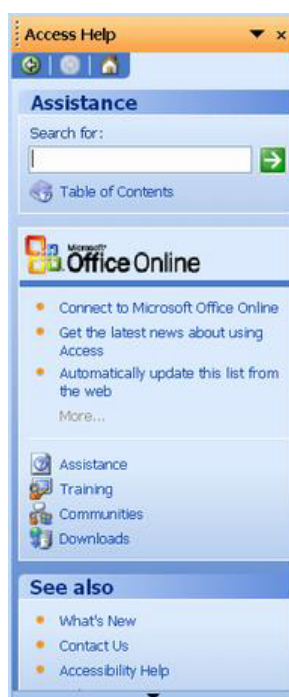 Access Help
Assistance
Search for:
Table of Contents
Microsoft
Office Online
Connect to Microsoft Office Online
Get the latest news about using
Access
Automatically update this list from
the web
More...
Assistance
Training
Communities
Downloads
See also
What's New
Contact Us
Accessibility Help